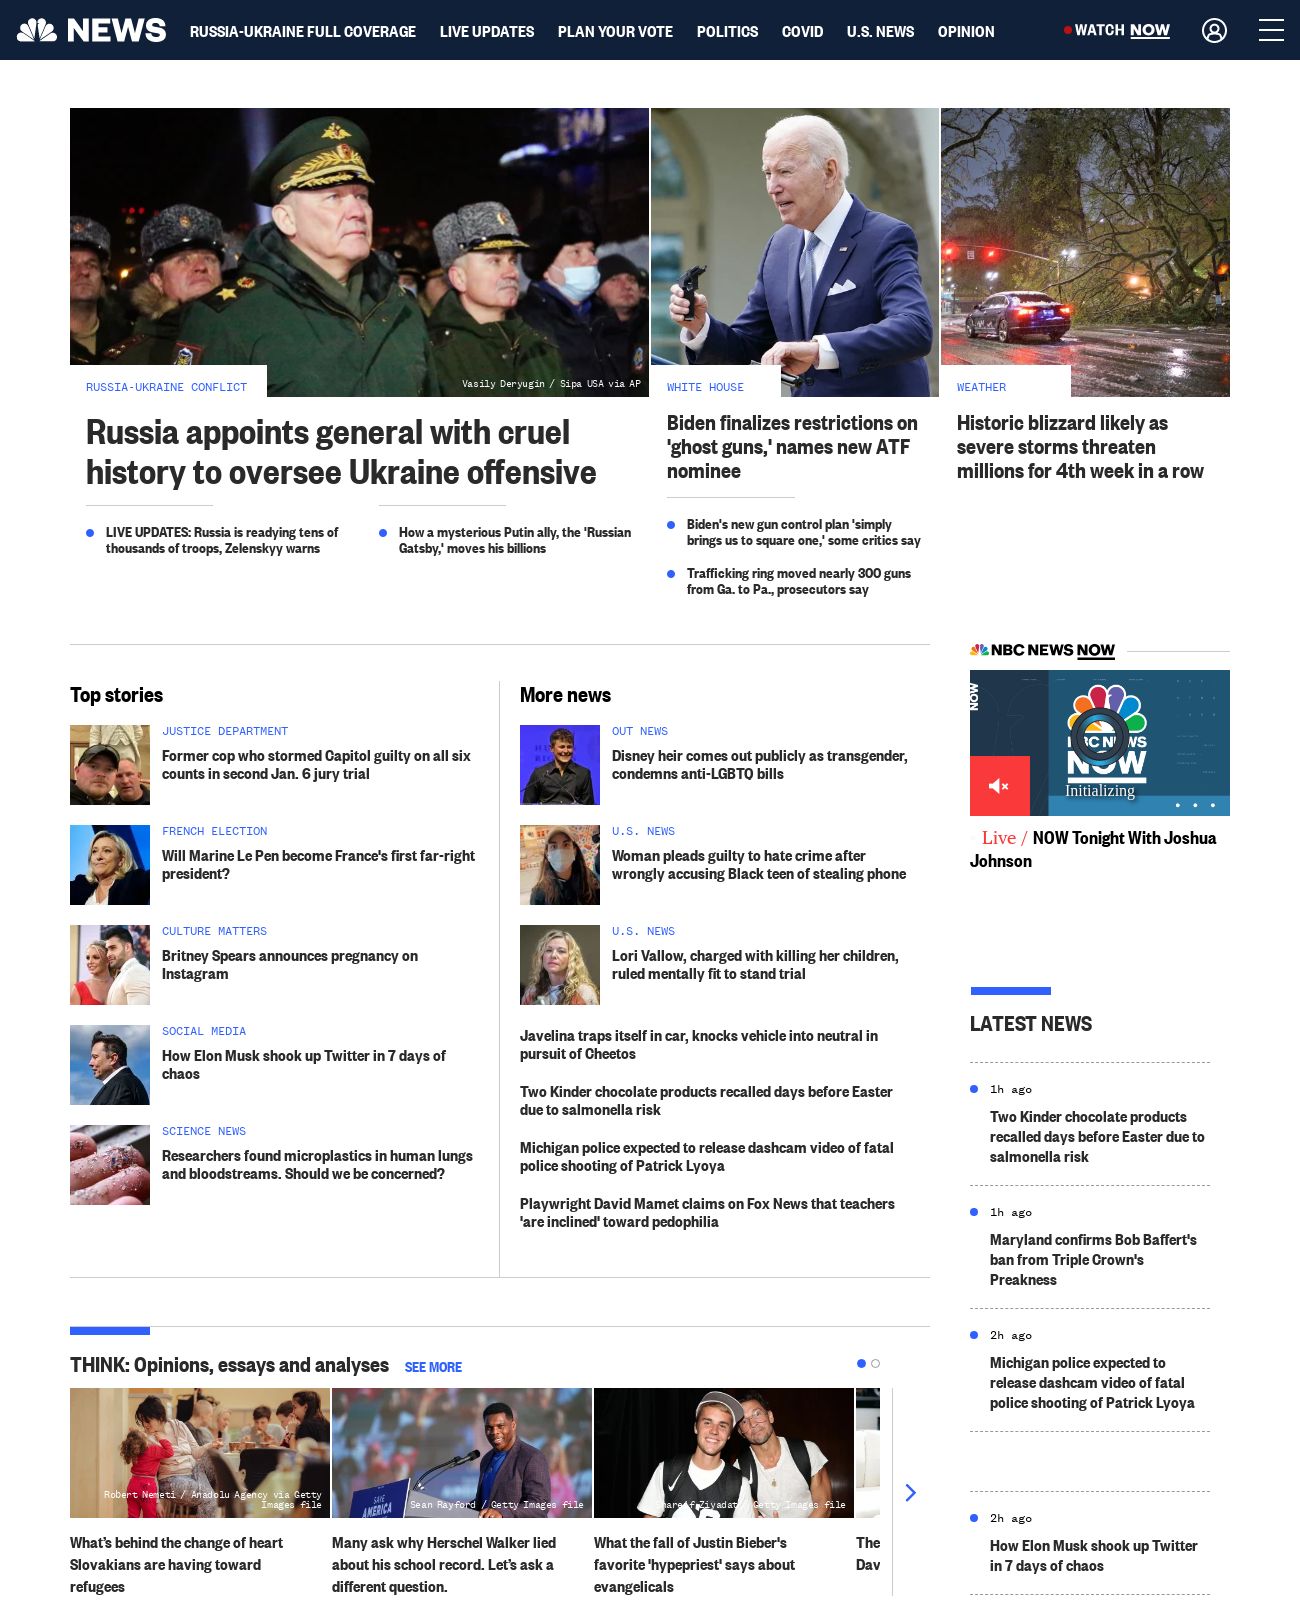 NEWS
RUSSIA-UKRAINE FULL COVERAGE
LIVE UPDATES
PLAN YOUR VOTE
POLITICS
COVID
U.S. NEWS
OPINION
WATCH NOW
Vasily Deryugin / Sipa USA via AP
RUSSIA-UKRAINE CONFLICT
Russia appoints general with cruel
history to oversee Ukraine offensive
LIVE UPDATES: Russia is readying tens of
thousands of troops, Zelenskyy warns
How a mysterious Putin ally, the 'Russian
Gatsby,' moves his billions
WHITE HOUSE
Biden finalizes restrictions on
'ghost guns,' names new ATF
nominee
Biden's new gun control plan 'simply
brings us to square one,' some critics say
Trafficking ring moved nearly 300 guns
from Ga. to Pa., prosecutors say
WEATHER
Historic blizzard likely as
severe storms threaten
millions for 4th week in a row
Top stories
JUSTICE DEPARTMENT
Former cop who stormed Capitol guilty on all six
counts in second Jan. 6 jury trial
FRENCH ELECTION
Will Marine Le Pen become France's first far-right
president?
CULTURE MATTERS
Britney Spears announces pregnancy on
Instagram
SOCIAL MEDIA
How Elon Musk shook up Twitter in 7 days of
chaos
SCIENCE NEWS
Researchers found microplastics in human lungs
and bloodstreams. Should we be concerned?
More news
OUT NEWS
Disney heir comes out publicly as transgender,
condemns anti-LGBTQ bills
U.S. NEWS
Woman pleads guilty to hate crime after
wrongly accusing Black teen of stealing phone
U.S. NEWS
Lori Vallow, charged with killing her children,
ruled mentally fit to stand trial
Javelina traps itself in car, knocks vehicle into neutral in
pursuit of Cheetos
Two Kinder chocolate products recalled days before Easter
due to salmonella risk
Michigan police expected to release dashcam video of fatal
police shooting of Patrick Lyoya
Playwright David Mamet claims on Fox News that teachers
'are inclined' toward pedophilia
NBC NEWS NOW
NOW
NBC NEWS
NOW
Initializing
Live / NOW Tonight With Joshua
Johnson
LATEST NEWS
1h ago
Two Kinder chocolate products
recalled days before Easter due to
salmonella risk
1h ago
Maryland confirms Bob Baffert's
ban from Triple Crown's
Preakness
2h ago
Michigan police expected to
release dashcam video of fatal
police shooting of Patrick Lyoya
2h ago
How Elon Musk shook up Twitter
in 7 days of chaos
THINK: Opinions, essays and analyses
SEE MORE
Robert Nemeti / Anadolu Agency via Getty
Images file
What’s behind the change of heart
Slovakians are having toward
refugees
SAVE
AMERICA
Sean Rayford / Getty Images file
Many ask why Herschel Walker lied
about his school record. Let’s ask a
different question.
Shareif Ziyadat / Getty Images file
What the fall of Justin Bieber's
favorite 'hypepriest' says about
evangelicals
The
Dav